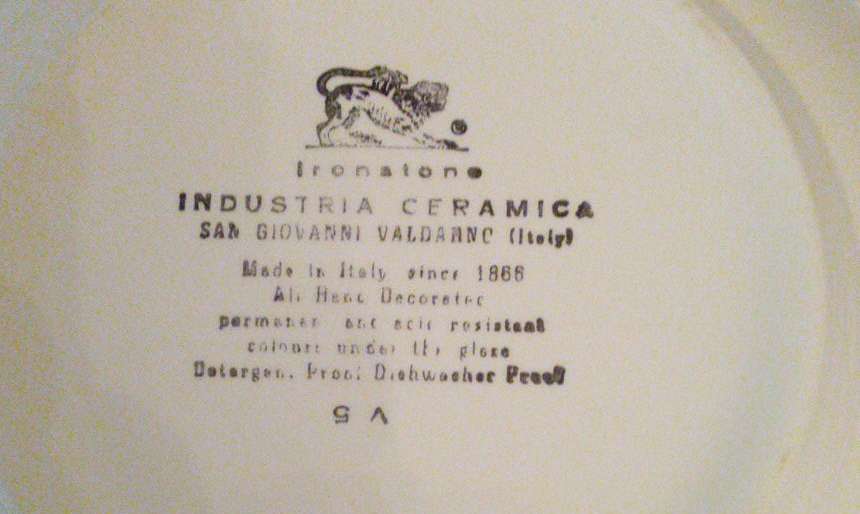 ®
Ironstone
INDUSTRIA CERAMICA
SAN GIOVANNI VALDARNO (Italy)
Made in Italy since 1866
All Hand Decorated
permanent and acid resistant
colours under the glaze
Detergent Proof Dishwasher Proof
V 5